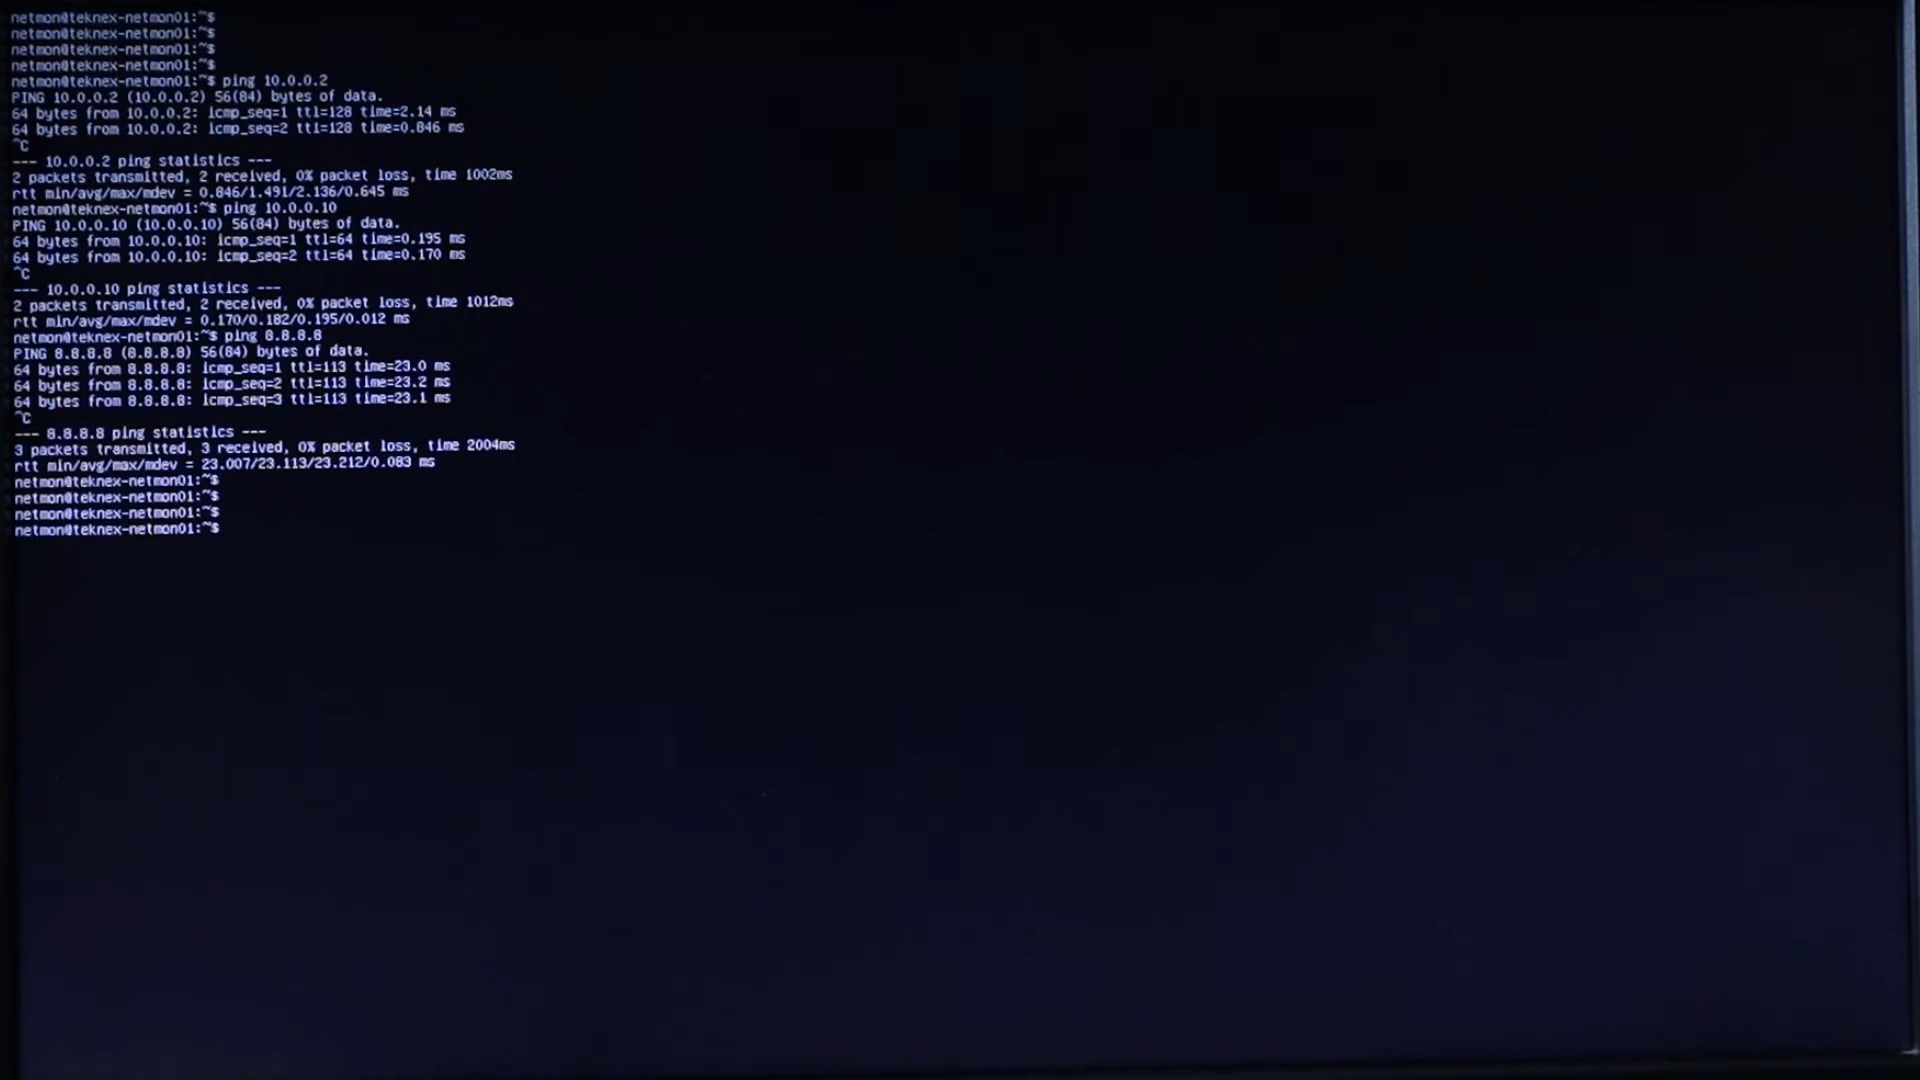 netmon@teknex-netmon01:~$
netmon@teknex-netmon01:~$
netmon@teknex-netmon01:~$
netmon@teknex-netmon01:~$
netmon@teknex-netmon01:~$ ping 10.0.0.2
PING 10.0.0.2 (10.0.0.2) 56(84) bytes of data.
64 bytes from 10.0.0.2: icmp_seq=1 ttl=128 time=2.14 ms
64 bytes from 10.0.0.2: icmp_seq=2 ttl=128 time=0.846 ms
^C
--- 10.0.0.2 ping statistics ---
2 packets transmitted, 2 received, 0% packet loss, time 1002ms
rtt min/avg/max/mdev = 0.846/1.491/2.136/0.645 ms
netmon@teknex-netmon01:~$ ping 10.0.0.10
PING 10.0.0.10 (10.0.0.10) 56(84) bytes of data.
64 bytes from 10.0.0.10: icmp_seq=1 ttl=64 time=0.195 ms
64 bytes from 10.0.0.10: icmp_seq=2 ttl=64 time=0.170 ms
^C
--- 10.0.0.10 ping statistics ---
2 packets transmitted, 2 received, 0% packet loss, time 1012ms
rtt min/avg/max/mdev = 0.170/0.182/0.195/0.012 ms
netmon@teknex-netmon01:~$ ping 8.8.8.8
PING 8.8.8.8 (8.8.8.8) 56(84) bytes of data.
64 bytes from 8.8.8.8: icmp_seq=1 ttl=113 time=23.0 ms
64 bytes from 8.8.8.8: icmp_seq=2 ttl=113 time=23.2 ms
64 bytes from 8.8.8.8: icmp_seq=3 ttl=113 time=23.1 ms
^C
--- 8.8.8.8 ping statistics ---
3 packets transmitted, 3 received, 0% packet loss, time 2004ms
rtt min/avg/max/mdev = 23.007/23.113/23.212/0.083 ms
netmon@teknex-netmon01:~$
netmon@teknex-netmon01:~$
netmon@teknex-netmon01:~$
netmon@teknex-netmon01:~$